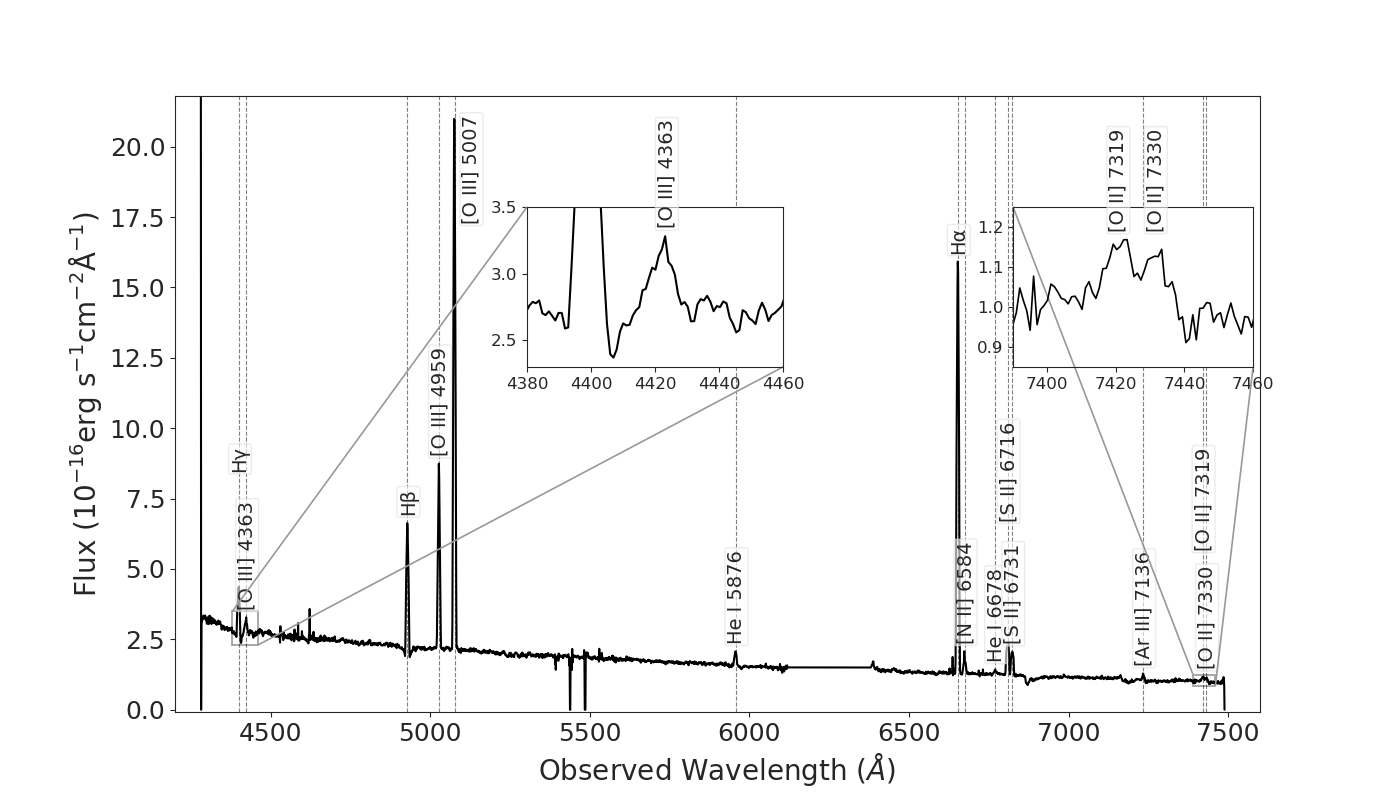 Flux (10⁻¹⁶erg s⁻¹cm⁻²Å⁻¹)
20.0
17.5
15.0
12.5
10.0
7.5
5.0
2.5
0.0
4500
5000
5500
6000
6500
7000
7500
Observed Wavelength (Å)
Hγ
[O III] 4363
Hβ
[O III] 4959
[O III] 5007
He I 5876
Hα
[N II] 6584
He I 6678
[S II] 6716
[S II] 6731
[Ar III] 7136
[O II] 7319
[O II] 7330
[O III] 4363
3.5
3.0
2.5
4380
4400
4420
4440
4460
[O II] 7319
[O II] 7330
1.2
1.1
1.0
0.9
7400
7420
7440
7460